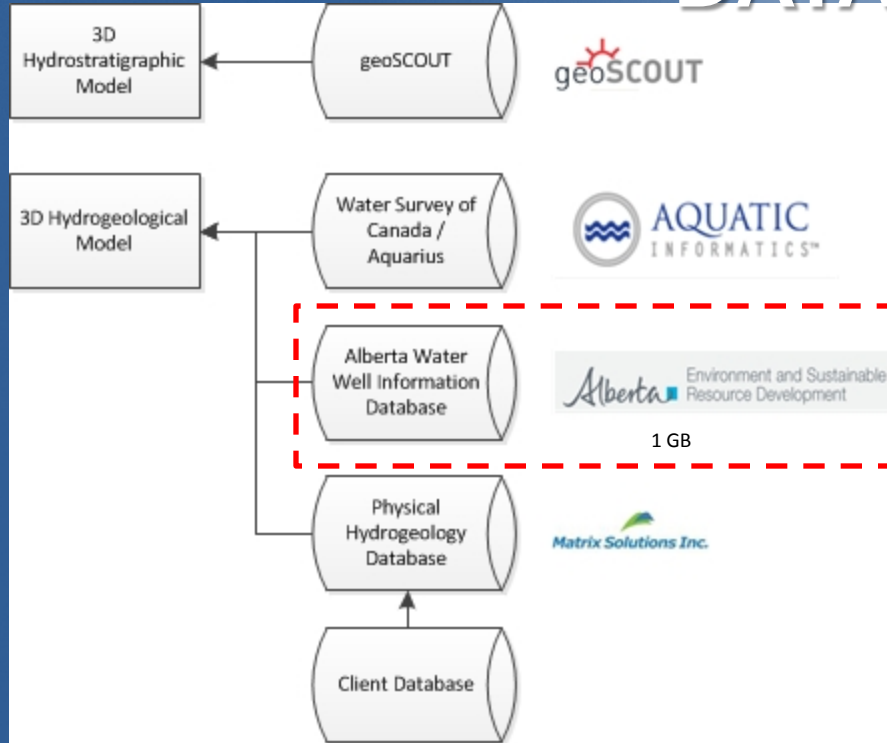 DATA
3D
Hydrostratigraphic
Model
geoSCOUT
geoSCOUT
3D Hydrogeological
Model
Water Survey of
Canada /
Aquarius
AQUATIC
INFORMATICS™
Alberta Water
Well Information
Database
Alberta
Environment and Sustainable
Resource Development
1 GB
Physical
Hydrogeology
Database
Matrix Solutions Inc.
Client Database